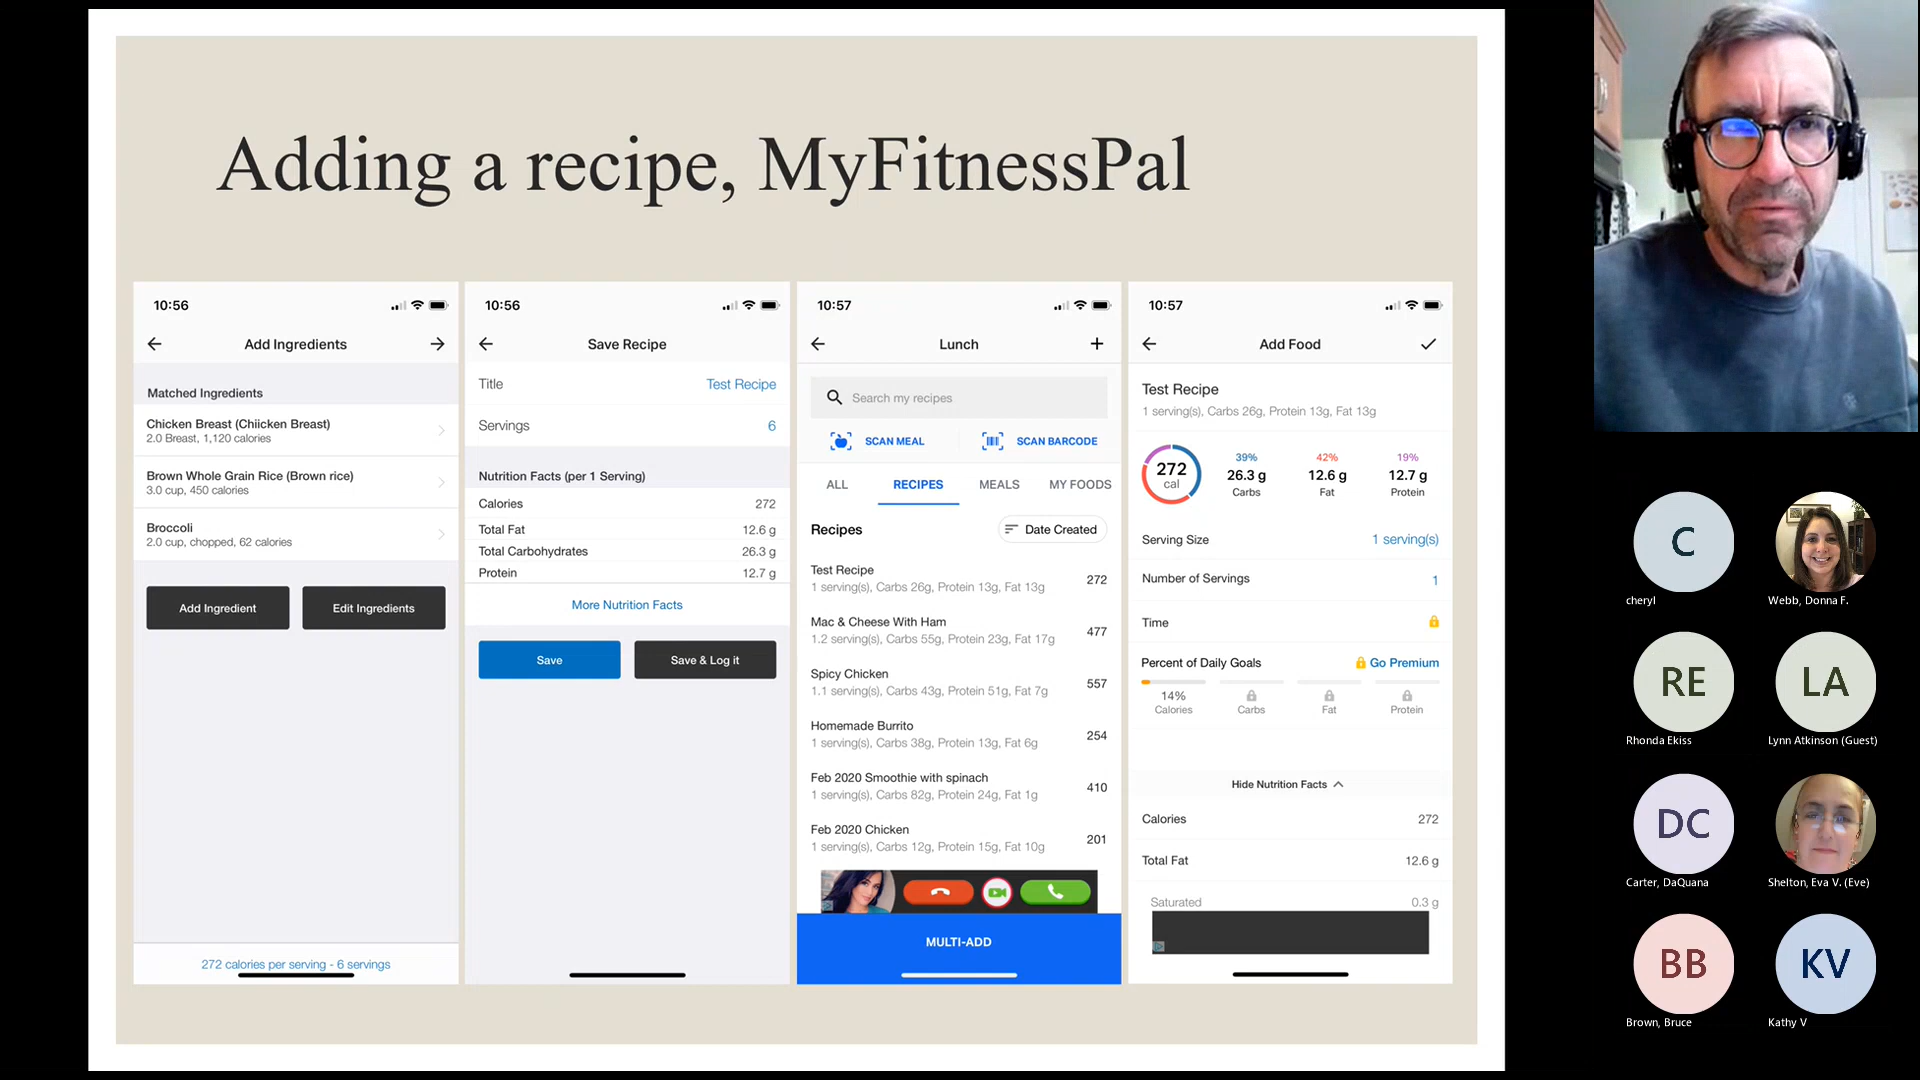 Adding a recipe, MyFitnessPal
10:56
Add Ingredients
Matched Ingredients
Chicken Breast (Chiicken Breast)
2.0 Breast, 1,120 calories
Brown Whole Grain Rice (Brown rice)
3.0 cup, 450 calories
Broccoli
2.0 cup, chopped, 62 calories
Add Ingredient
Edit Ingredients
272 calories per serving - 6 servings
10:56
Save Recipe
Title Test Recipe
Servings 6
Nutrition Facts (per 1 Serving)
Calories 272
Total Fat 12.6 g
Total Carbohydrates 26.3 g
Protein 12.7 g
More Nutrition Facts
Save
Save & Log it
10:57
Lunch
Search my recipes
SCAN MEAL
SCAN BARCODE
ALL RECIPES MEALS MY FOODS
Recipes
Date Created
Test Recipe 272
1 serving(s), Carbs 26g, Protein 13g, Fat 13g
Mac & Cheese With Ham 477
1.2 serving(s), Carbs 55g, Protein 23g, Fat 17g
Spicy Chicken 557
1.1 serving(s), Carbs 43g, Protein 51g, Fat 7g
Homemade Burrito 254
1 serving(s), Carbs 38g, Protein 13g, Fat 6g
Feb 2020 Smoothie with spinach 410
1 serving(s), Carbs 82g, Protein 24g, Fat 1g
Feb 2020 Chicken 201
1 serving(s), Carbs 12g, Protein 15g, Fat 10g
MULTI-ADD
10:57
Add Food
Test Recipe
1 serving(s), Carbs 26g, Protein 13g, Fat 13g
272
cal
39% 42% 19%
26.3 g 12.6 g 12.7 g
Carbs Fat Protein
Serving Size 1 serving(s)
Number of Servings 1
Time
Percent of Daily Goals Go Premium
14%
Calories Carbs Fat Protein
Hide Nutrition Facts
Calories 272
Total Fat 12.6 g
Saturated 0.3 g
C
cheryl
Webb, Donna F.
RE
Rhonda Ekiss
LA
Lynn Atkinson (Guest)
DC
Carter, DaQuana
Shelton, Eva V. (Eve)
BB
Brown, Bruce
KV
Kathy V